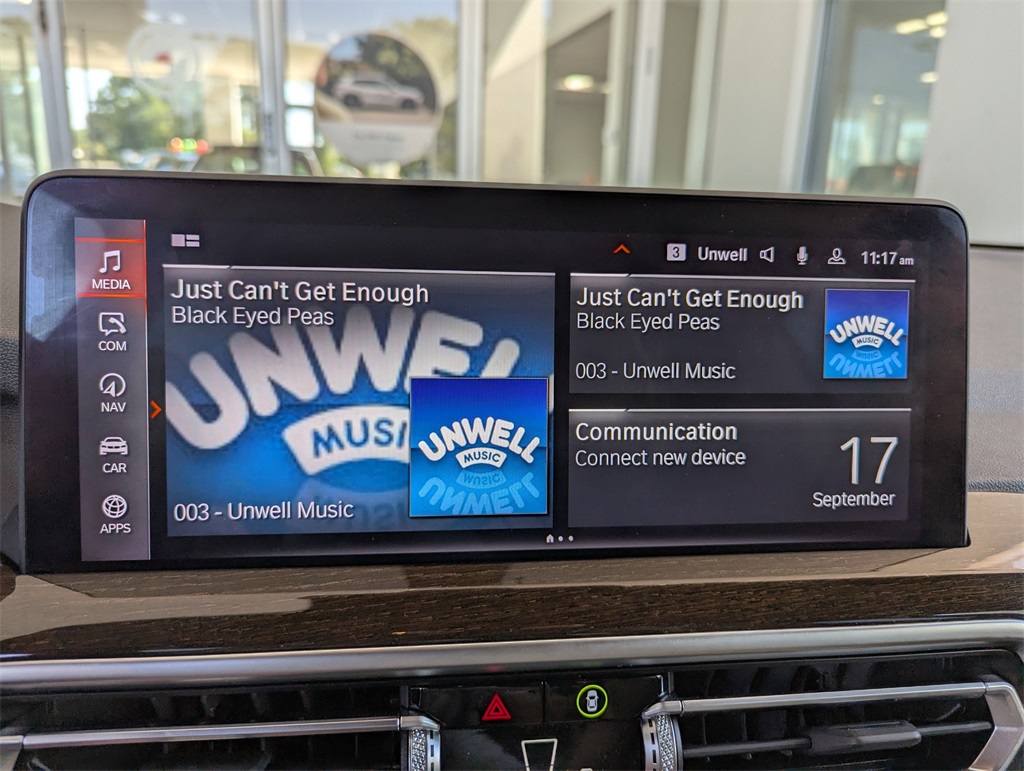 3 Unwell 11:17 am
MEDIA
COM
NAV
CAR
APPS
Just Can't Get Enough
Black Eyed Peas
UNWELL
MUSI
UNWELL
MUSIC
003 - Unwell Music
Just Can't Get Enough
Black Eyed Peas
003 - Unwell Music
UNWELL
MUSIC
Communication
Connect new device
17
September